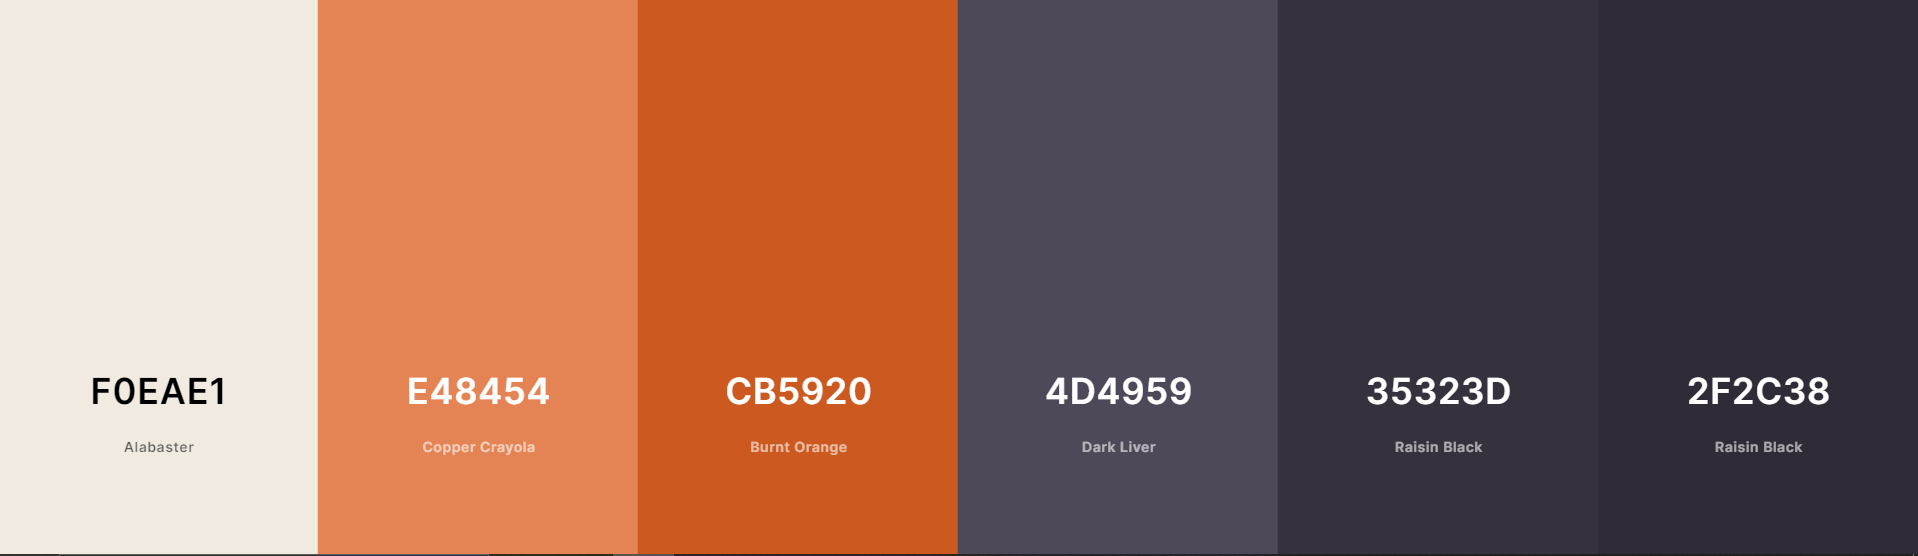 F0EAE1
Alabaster
E48454
Copper Crayola
CB5920
Burnt Orange
4D4959
Dark Liver
35323D
Raisin Black
2F2C38
Raisin Black